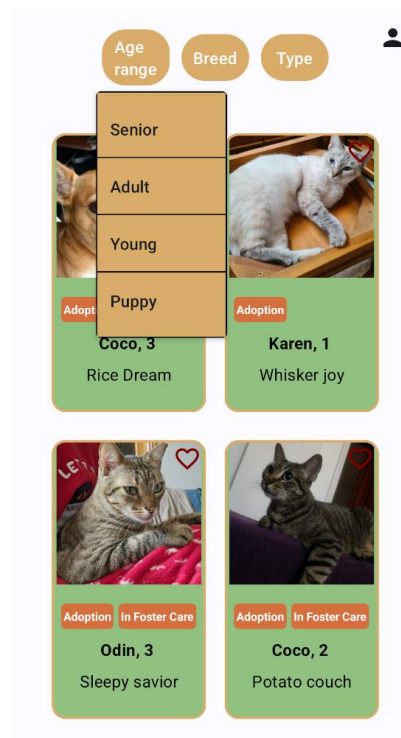 Age
range
Breed
Type
Senior
Adult
Young
Puppy
Adopt
Coco, 3
Rice Dream
Adoption
Karen, 1
Whisker joy
LET
Adoption In Foster Care
Odin, 3
Sleepy savior
Adoption In Foster Care
Coco, 2
Potato couch